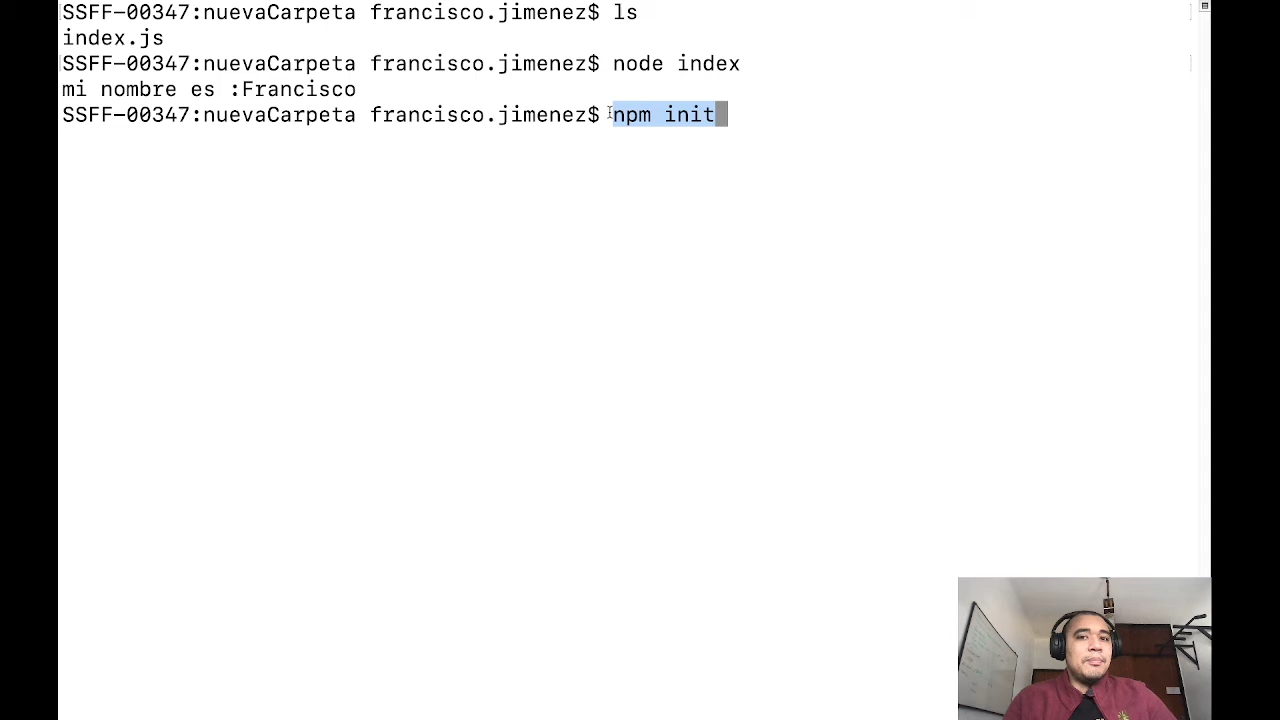 SSFF-00347:nuevaCarpeta francisco.jimenez$ ls
index.js
SSFF-00347:nuevaCarpeta francisco.jimenez$ node index
mi nombre es :Francisco
SSFF-00347:nuevaCarpeta francisco.jimenez$ npm init